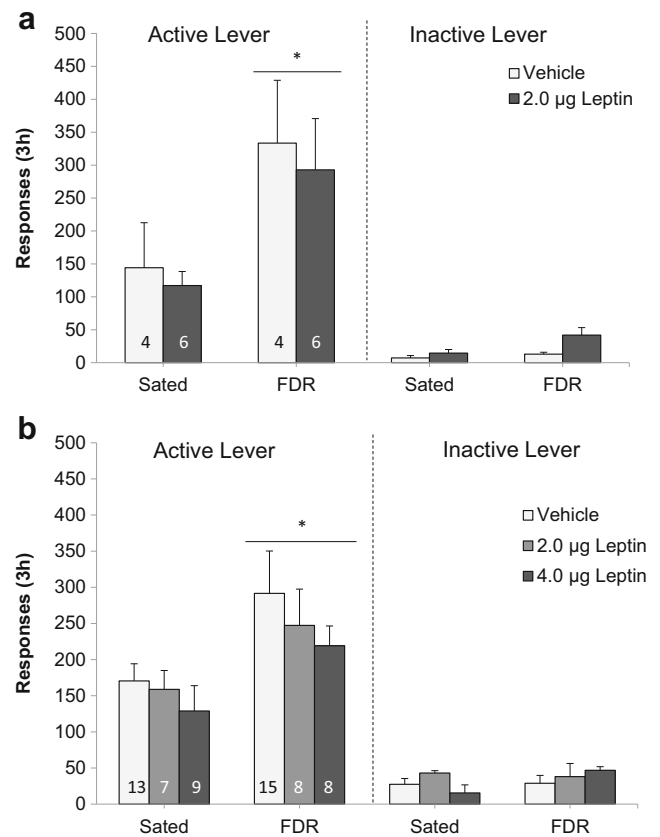 a
500
450
400
350
300
250
200
150
100
50
0
Responses (3h)
Active Lever
Inactive Lever
*
Vehicle
2.0 µg Leptin
4
6
4
6
Sated
FDR
Sated
FDR
b
500
450
400
350
300
250
200
150
100
50
0
Responses (3h)
Active Lever
Inactive Lever
*
Vehicle
2.0 µg Leptin
4.0 µg Leptin
13
7
9
15
8
8
Sated
FDR
Sated
FDR